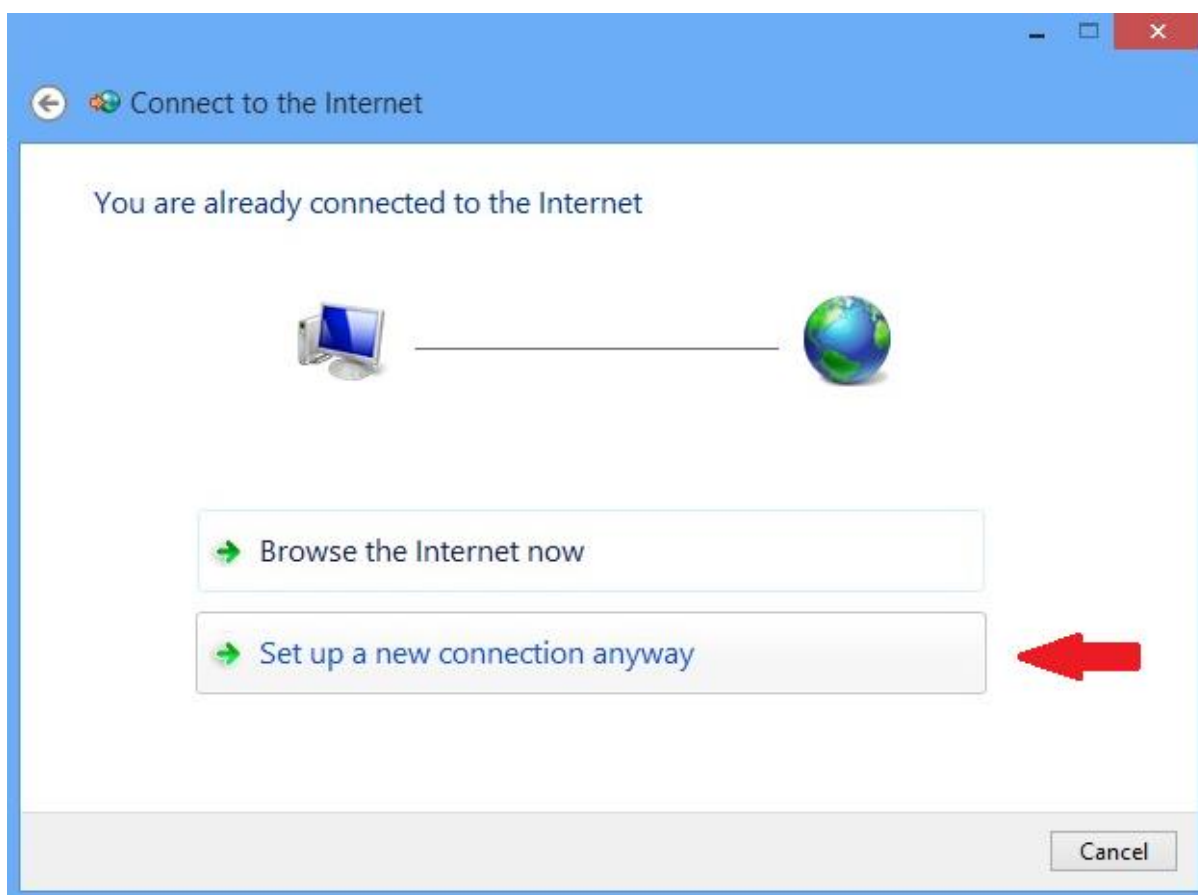 Connect to the Internet
You are already connected to the Internet
Browse the Internet now
Set up a new connection anyway
Cancel